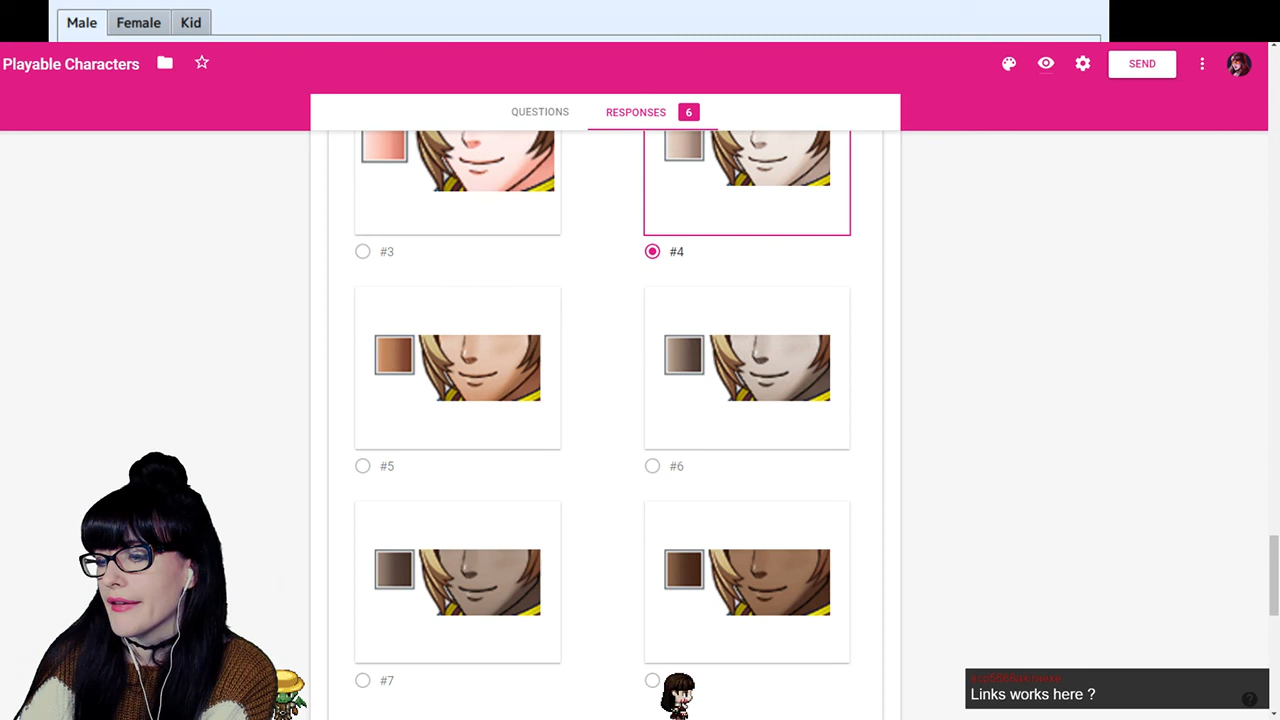 Male Female Kid
Playable Characters
SEND
QUESTIONS RESPONSES 6
#3 #4
#5 #6
#7
Links works here ?